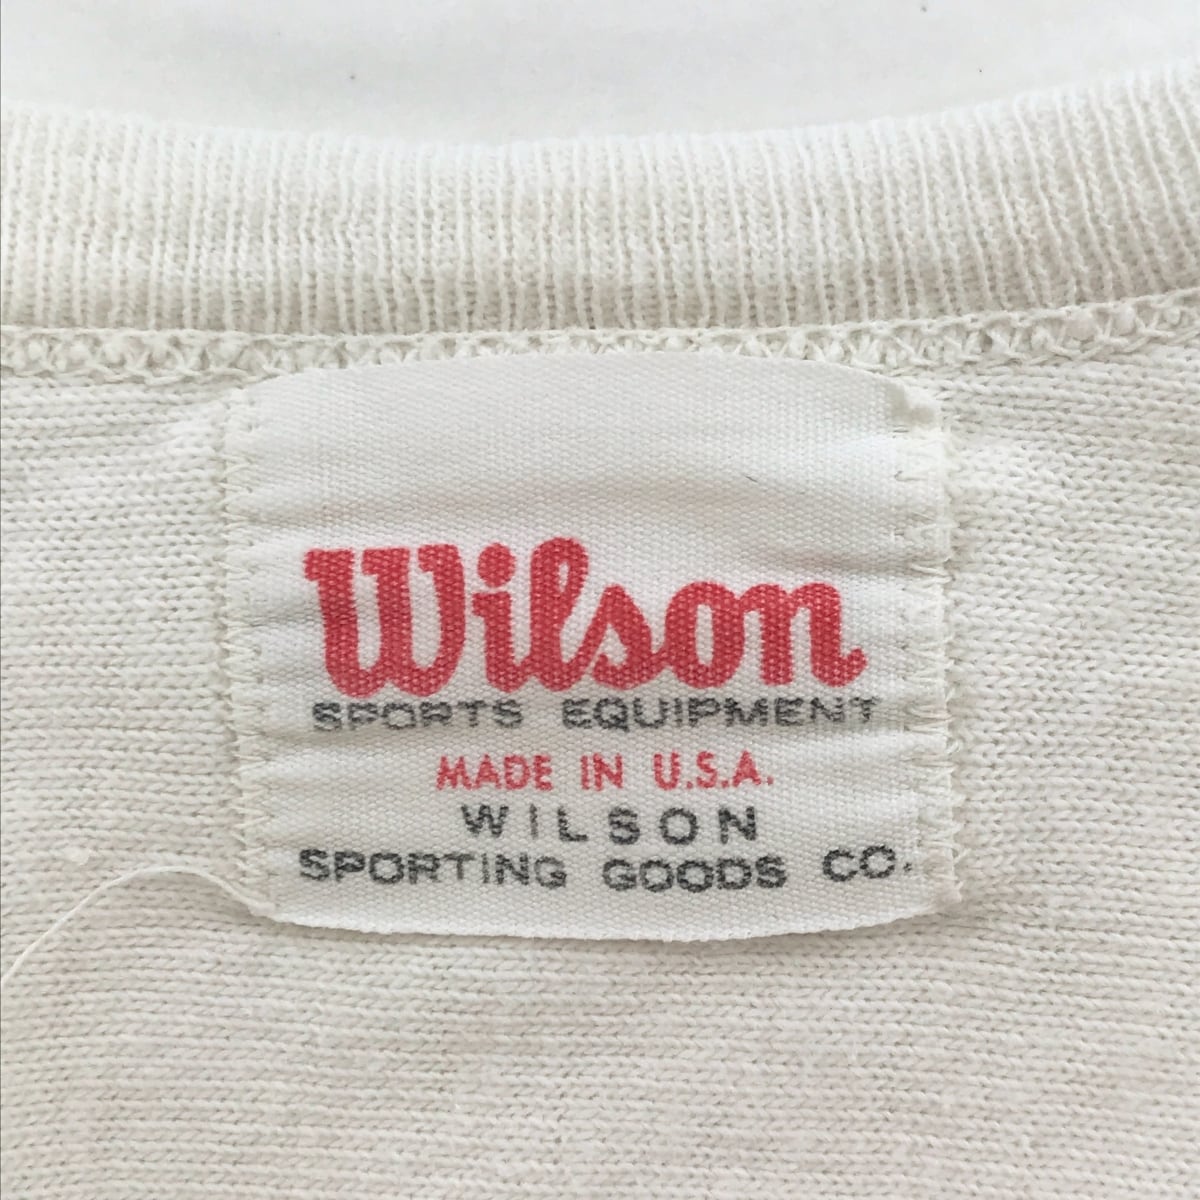 Wilson
SPORTS EQUIPMENT
MADE IN U.S.A.
WILSON
SPORTING GOODS CO.